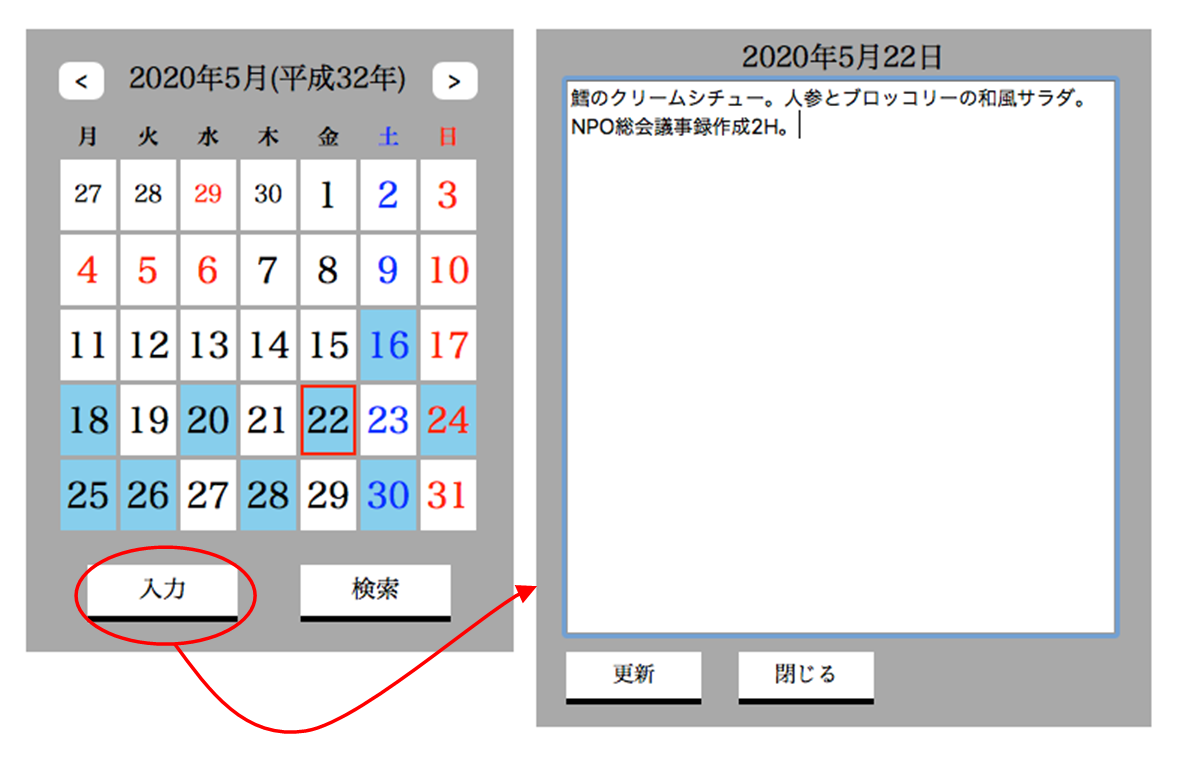 < 2020年5月(平成32年) >
月 火 水 木 金 土 日
27 28 29 30 1 2 3
4 5 6 7 8 9 10
11 12 13 14 15 16 17
18 19 20 21 22 23 24
25 26 27 28 29 30 31
入力 検索
2020年5月22日
鱈のクリームシチュー。人参とブロッコリーの和風サラダ。
NPO総会議事録作成2H。
更新 閉じる